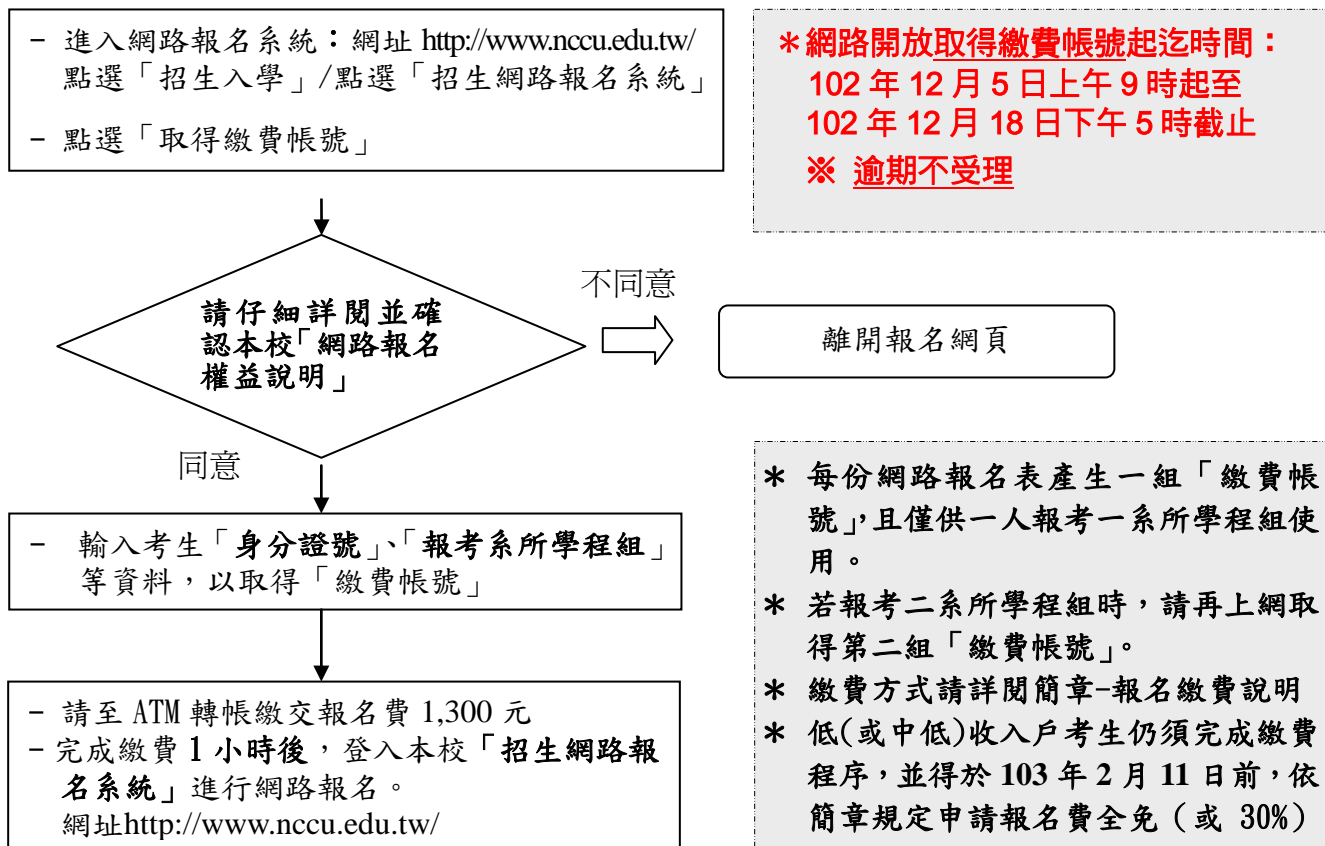 - 進入網路報名系統：網址 http://www.nccu.edu.tw/
點選「招生入學」/點選「招生網路報名系統」
- 點選「取得繳費帳號」
＊網路開放取得繳費帳號起迄時間：
102 年 12 月 5 日上午 9 時起至
102 年 12 月 18 日下午 5 時截止
※ 逾期不受理
請仔細詳閱並確
認本校「網路報名
權益說明」
不同意
離開報名網頁
同意
- 輸入考生「身分證號」、「報考系所學程組」
等資料，以取得「繳費帳號」
- 請至 ATM 轉帳繳交報名費 1,300 元
- 完成繳費 1 小時後，登入本校「招生網路報
名系統」進行網路報名。
網址http://www.nccu.edu.tw/
＊ 每份網路報名表產生一組「繳費帳
號」，且僅供一人報考一系所學程組使
用。
＊ 若報考二系所學程組時，請再上網取
得第二組「繳費帳號」。
＊ 繳費方式請詳閱簡章-報名繳費說明
＊ 低(或中低)收入戶考生仍須完成繳費
程序，並得於 103 年 2 月 11 日前，依
簡章規定申請報名費全免（或 30%）